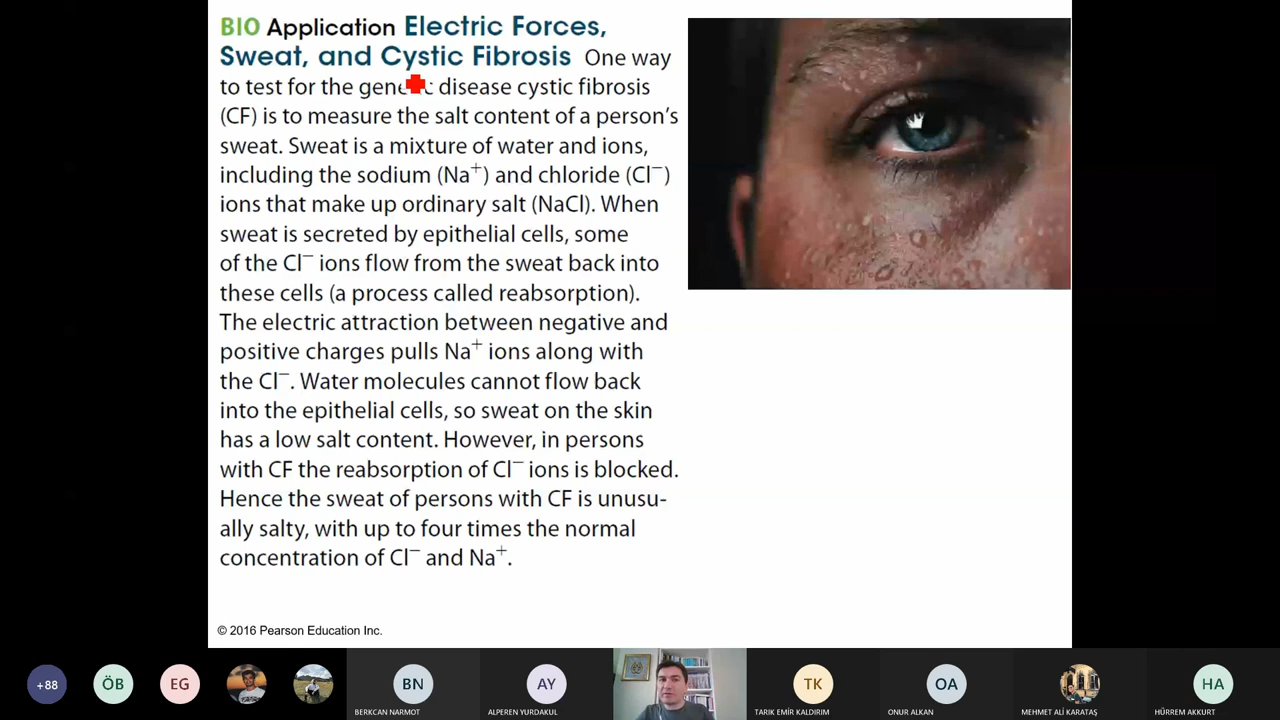 BIO Application Electric Forces,
Sweat, and Cystic Fibrosis One way
to test for the disease cystic fibrosis
(CF) is to measure the salt content of a person's
sweat. Sweat is a mixture of water and ions,
including the sodium (Na⁺) and chloride (Cl⁻)
ions that make up ordinary salt (NaCl). When
sweat is secreted by epithelial cells, some
of the Cl⁻ ions flow from the sweat back into
these cells (a process called reabsorption).
The electric attraction between negative and
positive charges pulls Na⁺ ions along with
the Cl⁻. Water molecules cannot flow back
into the epithelial cells, so sweat on the skin
has a low salt content. However, in persons
with CF the reabsorption of Cl⁻ ions is blocked.
Hence the sweat of persons with CF is unusu-
ally salty, with up to four times the normal
concentration of Cl⁻ and Na⁺.
© 2016 Pearson Education Inc.
+88
ÖB
EG
BN
BERKCAN NARMOT
AY
ALPEREN YURDAKUL
TK
TARIK EMİR KALDIRIM
OA
ONUR ALKAN
MEHMET ALİ KARATAŞ
HA
HÜRREM AKKURT